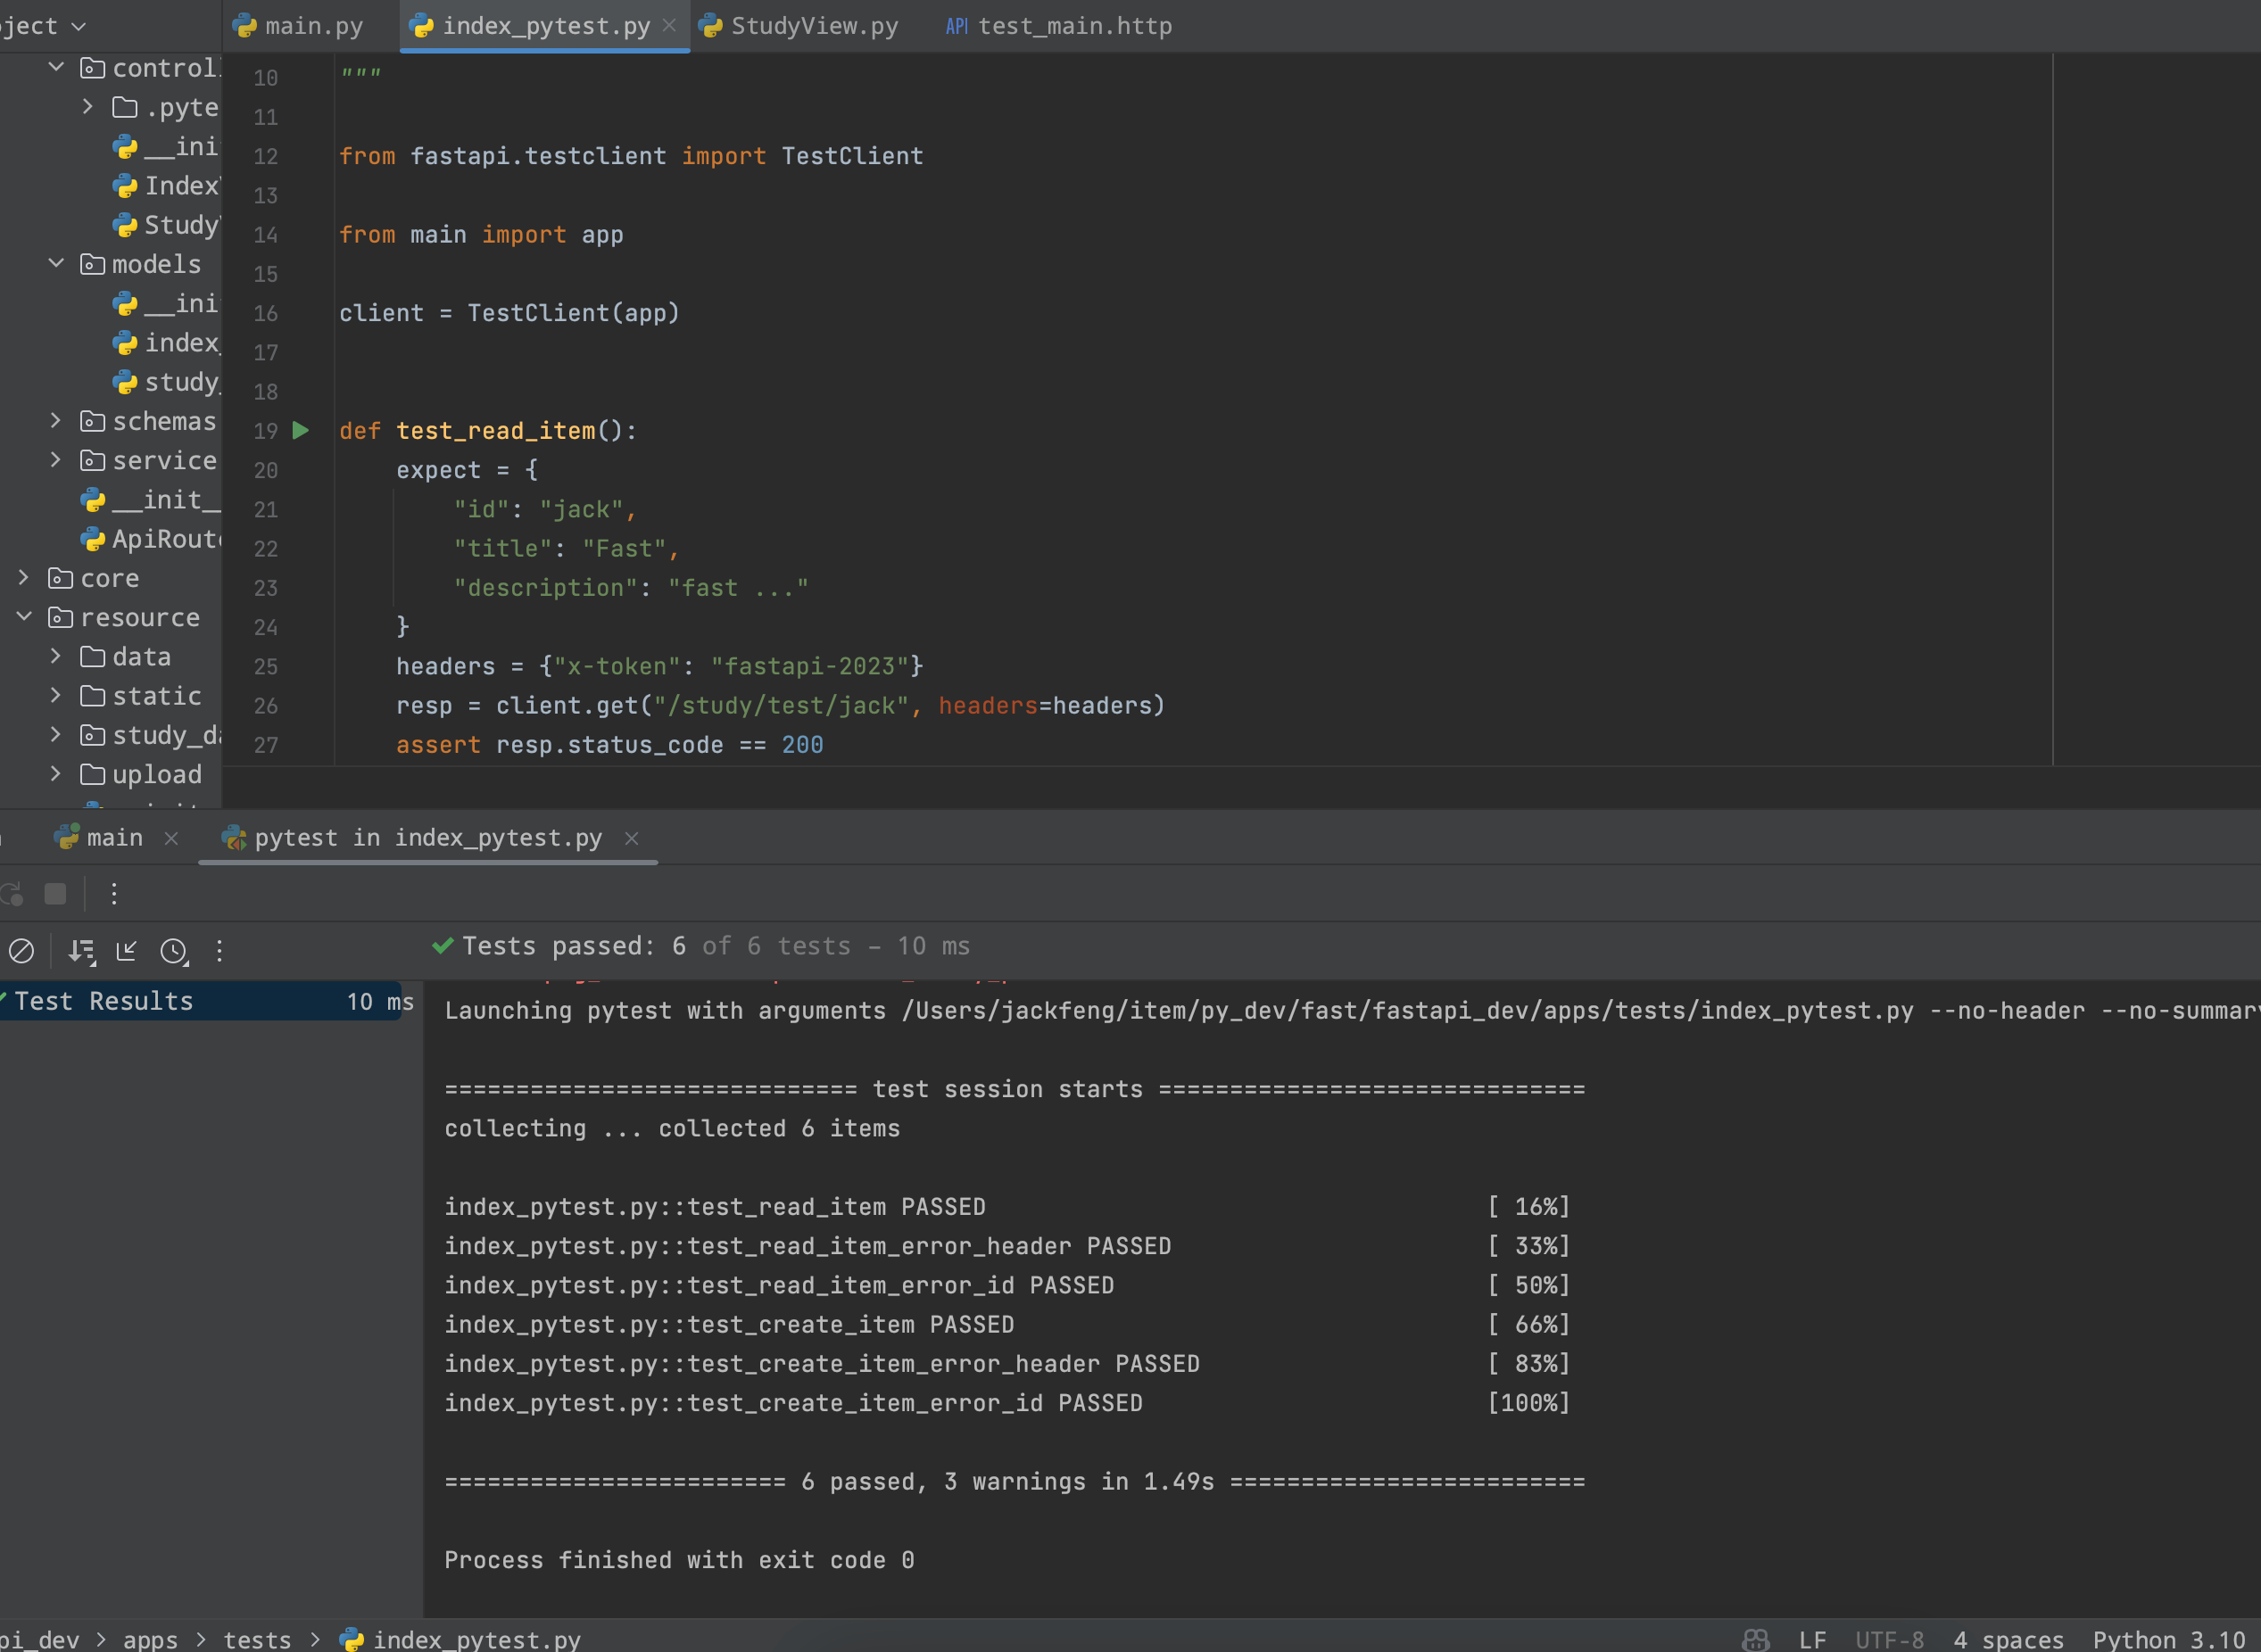 ject
main.py
index_pytest.py
StudyView.py
API test_main.http
control
.pyte
__ini
Index
Study
models
__ini
index_
study_
schemas
service
__init__
ApiRoute
core
resource
data
static
study_da
upload
10 """
11
12 from fastapi.testclient import TestClient
13
14 from main import app
15
16 client = TestClient(app)
17
18
19 def test_read_item():
20 expect = {
21 "id": "jack",
22 "title": "Fast",
23 "description": "fast ..."
24 }
25 headers = {"x-token": "fastapi-2023"}
26 resp = client.get("/study/test/jack", headers=headers)
27 assert resp.status_code == 200
main
pytest in index_pytest.py
Tests passed: 6 of 6 tests – 10 ms
Test Results 10 ms
Launching pytest with arguments /Users/jackfeng/item/py_dev/fast/fastapi_dev/apps/tests/index_pytest.py --no-header --no-summary
============================= test session starts ==============================
collecting ... collected 6 items
index_pytest.py::test_read_item PASSED [ 16%]
index_pytest.py::test_read_item_error_header PASSED [ 33%]
index_pytest.py::test_read_item_error_id PASSED [ 50%]
index_pytest.py::test_create_item PASSED [ 66%]
index_pytest.py::test_create_item_error_header PASSED [ 83%]
index_pytest.py::test_create_item_error_id PASSED [100%]
======================== 6 passed, 3 warnings in 1.49s =========================
Process finished with exit code 0
pi_dev > apps > tests > index_pytest.py
LF UTF-8 4 spaces Python 3.10